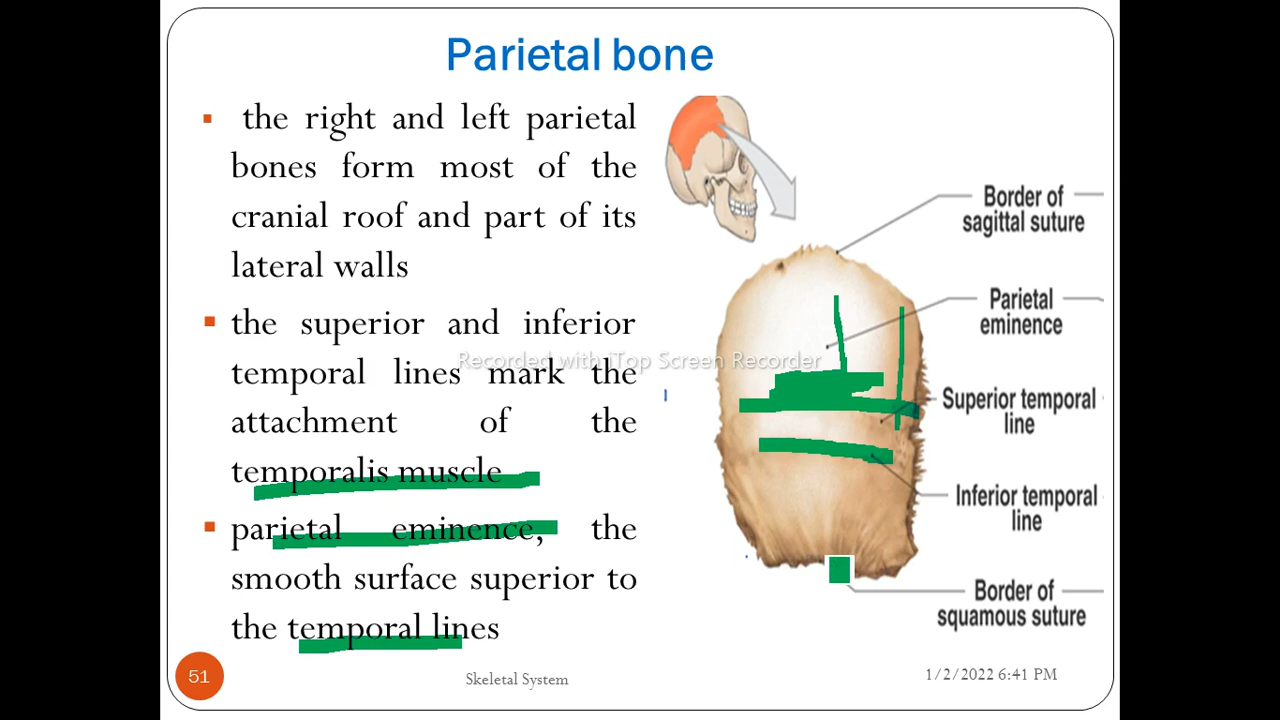 Parietal bone
▪ the right and left parietal
bones form most of the
cranial roof and part of its
lateral walls
▪ the superior and inferior
temporal lines mark the
attachment of the
temporalis muscle
▪ parietal eminence, the
smooth surface superior to
the temporal lines
Border of
sagittal suture
Parietal
eminence
Recorded with iTop Screen Recorder
Superior temporal
line
Inferior temporal
line
Border of
squamous suture
51
Skeletal System
1/2/2022 6:41 PM